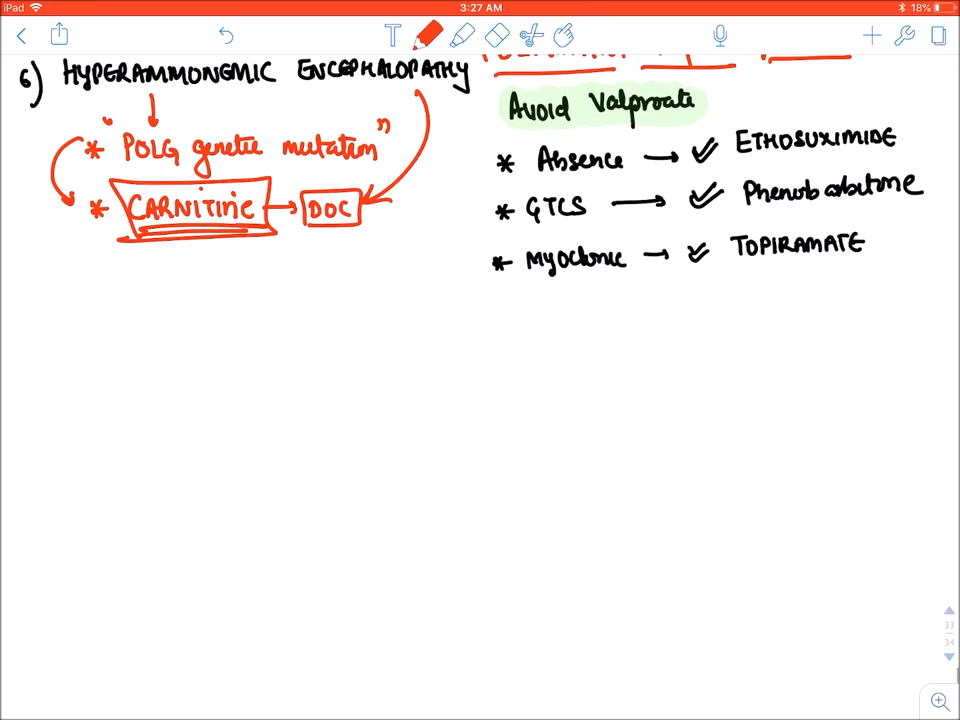 iPad
3:27 AM
18%
T
6) HYPERAMMONEMIC ENCEPHALOPATHY
"
* POLG genetic mutation"
* CARNITINE → DOC
Avoid Valproate
* Absence → ✓ ETHOSUXIMIDE
* GTCS → ✓ Phenobarbitone
* Myoclonic → ✓ TOPIRAMATE
33
34